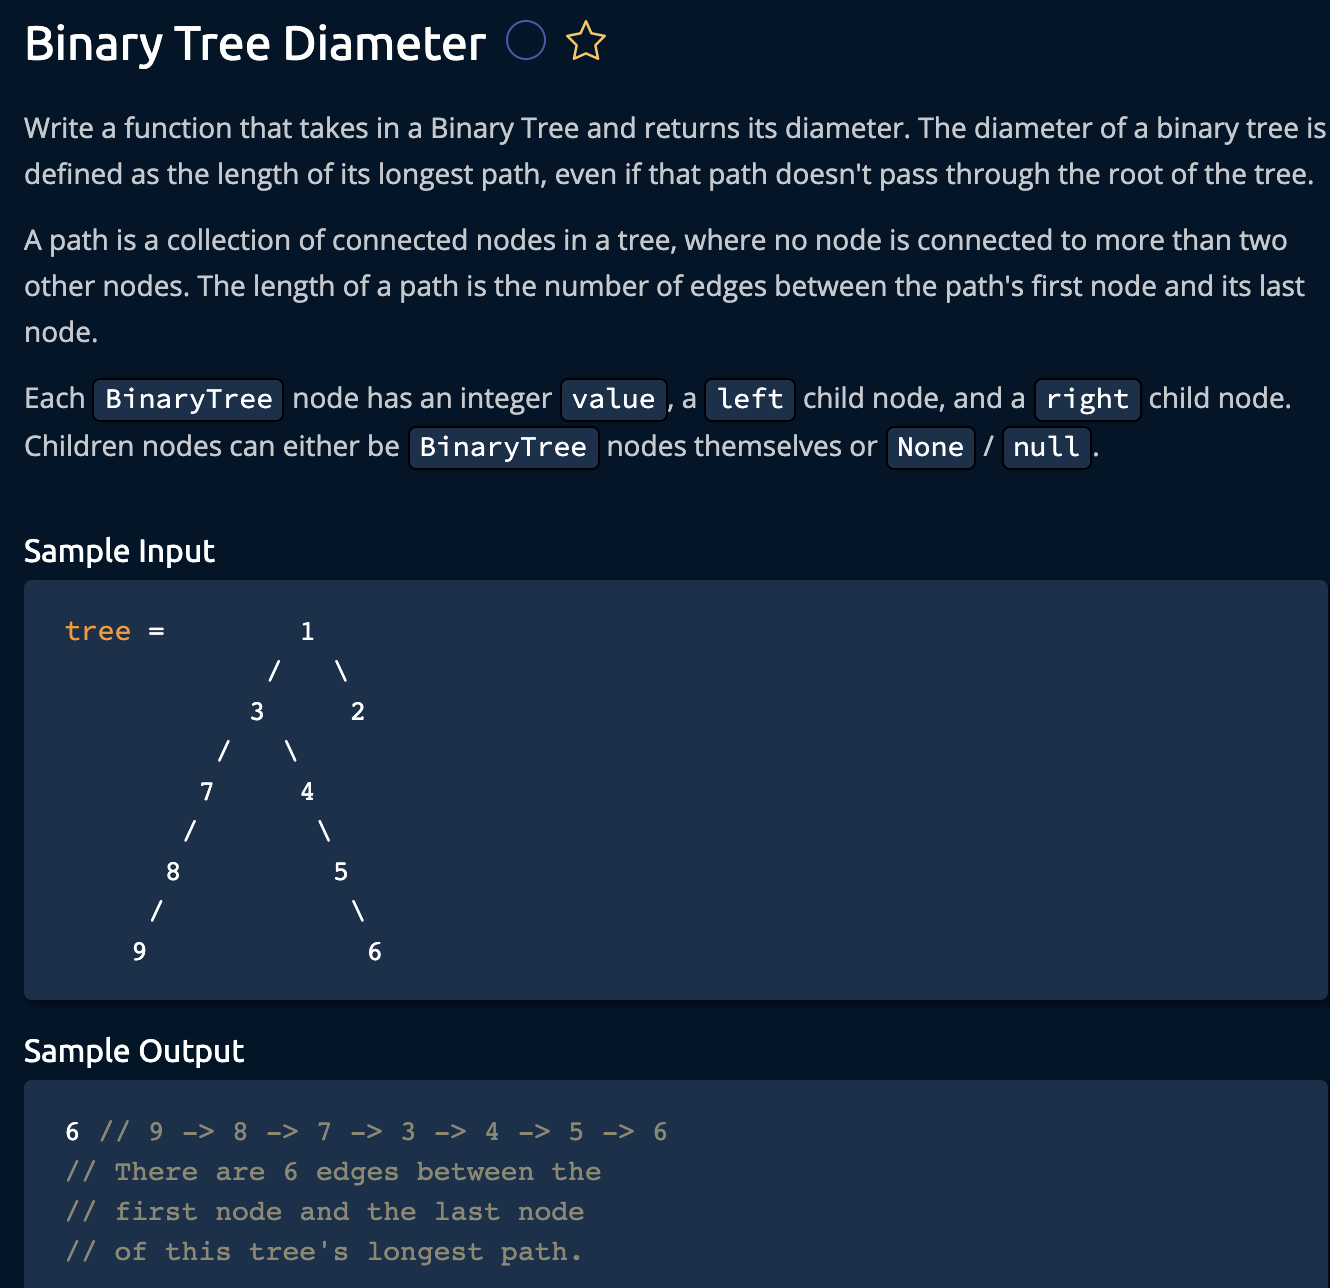 Binary Tree Diameter
Write a function that takes in a Binary Tree and returns its diameter. The diameter of a binary tree is
defined as the length of its longest path, even if that path doesn't pass through the root of the tree.
A path is a collection of connected nodes in a tree, where no node is connected to more than two
other nodes. The length of a path is the number of edges between the path's first node and its last
node.
Each BinaryTree node has an integer value, a left child node, and a right child node.
Children nodes can either be BinaryTree nodes themselves or None / null.
Sample Input
tree =        1
            /   \
           3     2
         /   \
        7     4
       /       \
      8         5
     /           \
    9             6
Sample Output
6 // 9 -> 8 -> 7 -> 3 -> 4 -> 5 -> 6
// There are 6 edges between the
// first node and the last node
// of this tree's longest path.